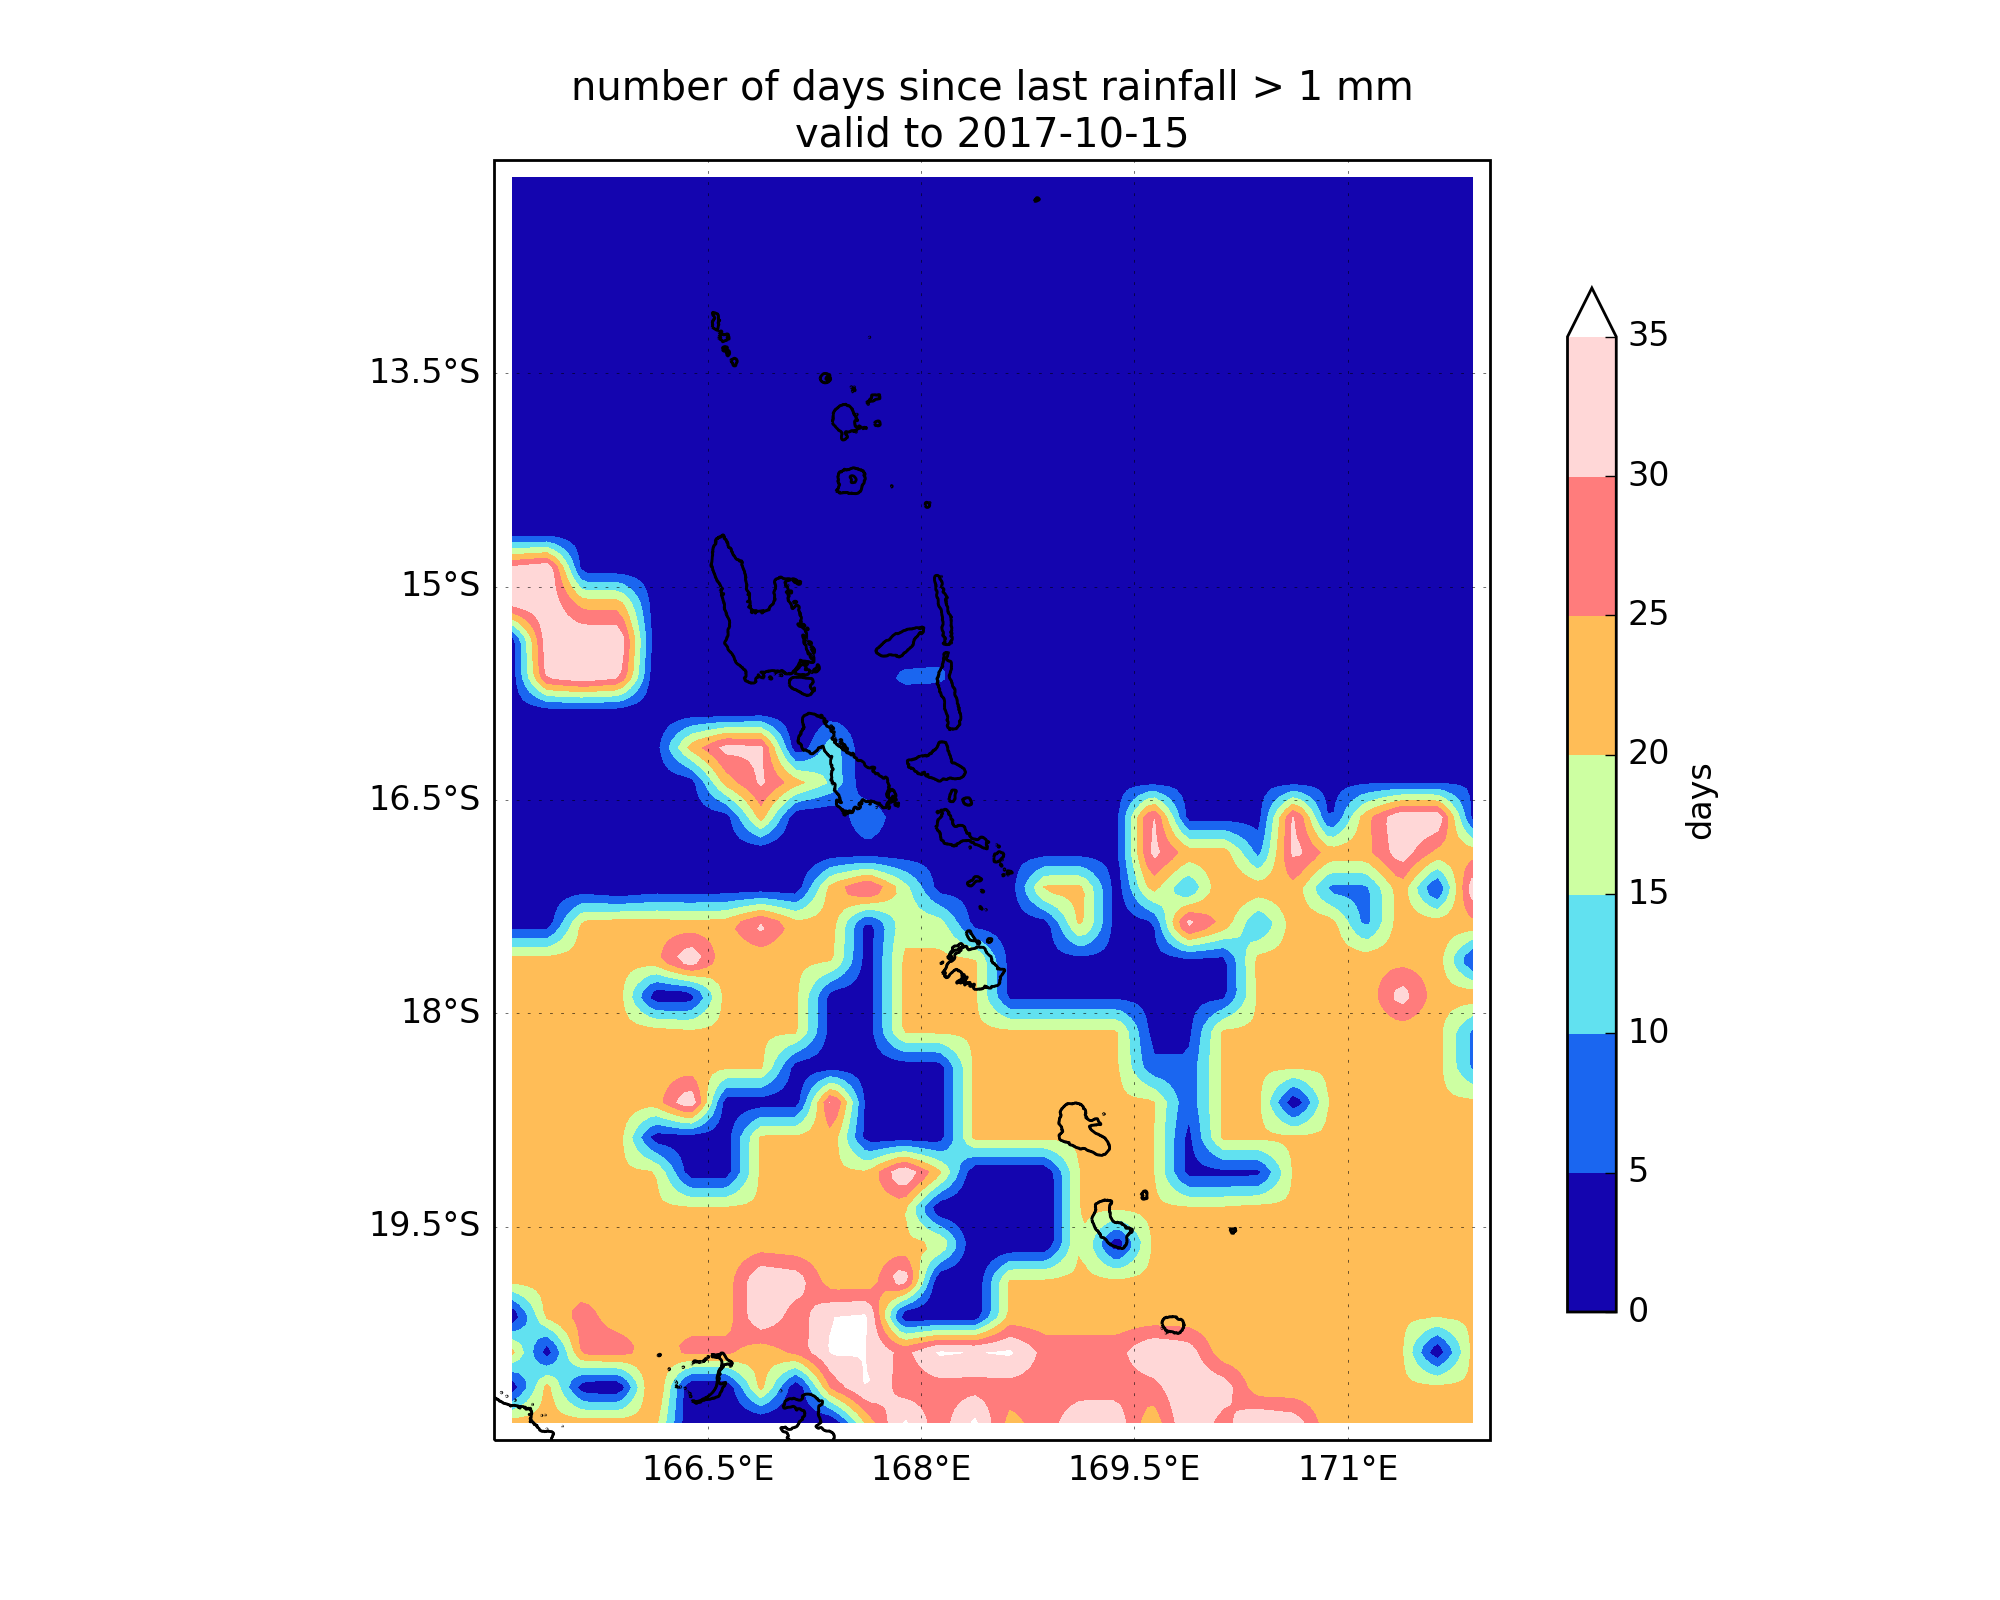 number of days since last rainfall > 1 mm
valid to 2017-10-15
13.5°S
15°S
16.5°S
18°S
19.5°S
166.5°E
168°E
169.5°E
171°E
35
30
25
20
15
10
5
0
days